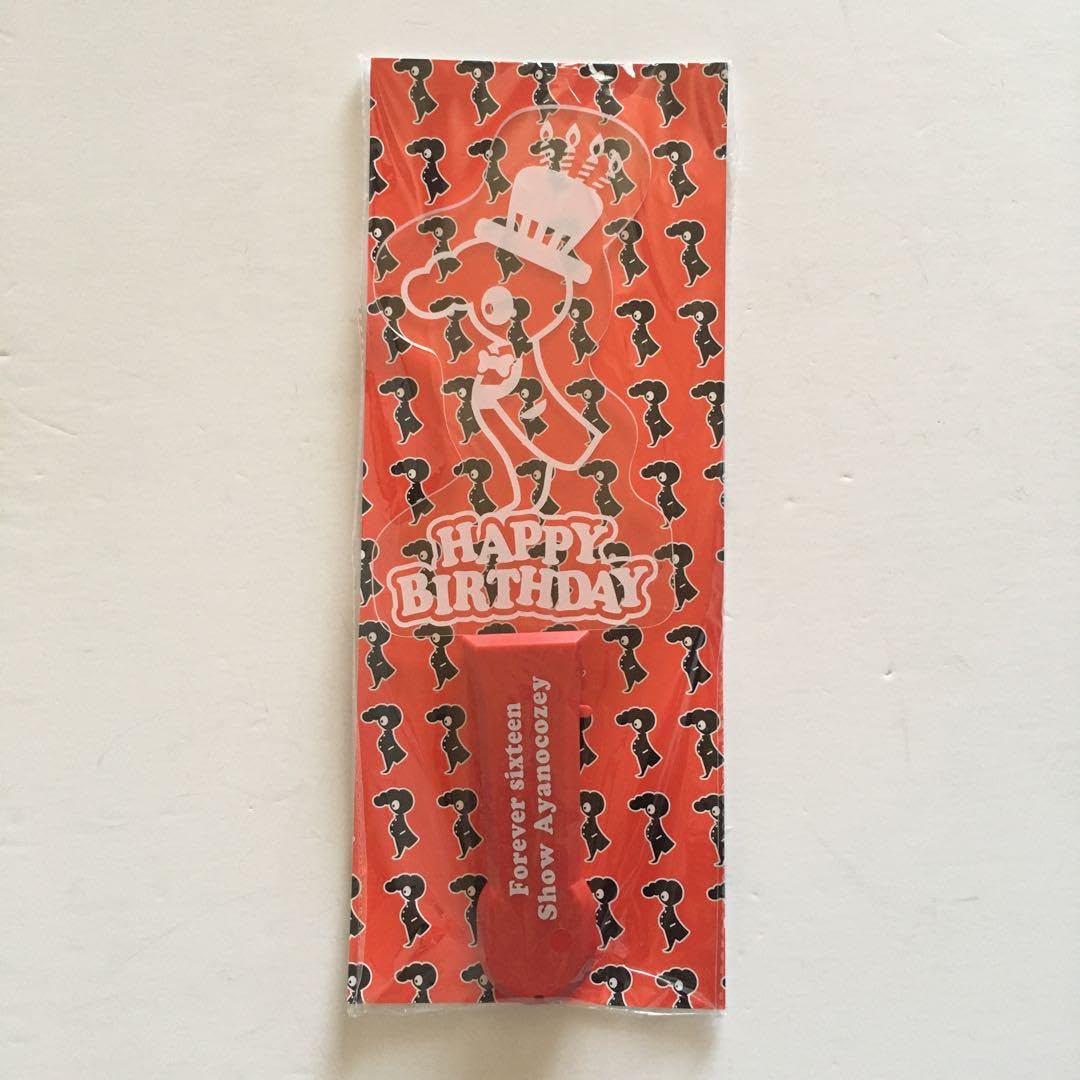 HAPPY
BIRTHDAY
Forever sixteen
Show Ayanocozey